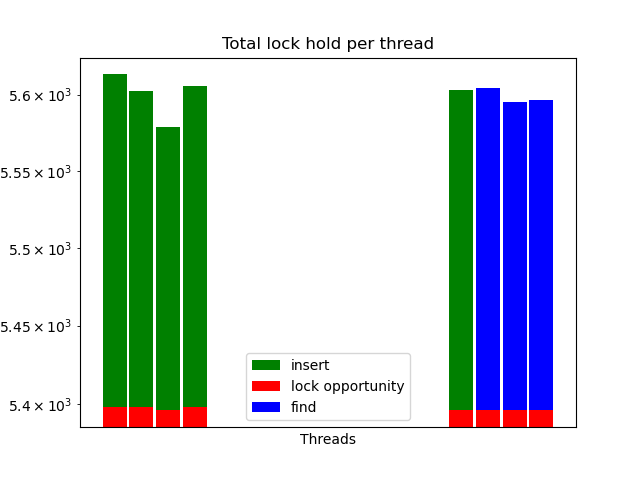 Total lock hold per thread
5.6 × 10³
5.55 × 10³
5.5 × 10³
5.45 × 10³
5.4 × 10³
insert
lock opportunity
find
Threads